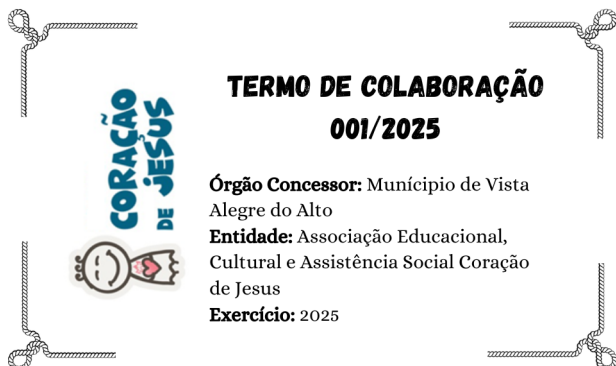 CORAÇÃO
DE JESUS
TERMO DE COLABORAÇÃO
001/2025
Órgão Concessor: Munícipio de Vista
Alegre do Alto
Entidade: Associação Educacional,
Cultural e Assistência Social Coração
de Jesus
Exercício: 2025